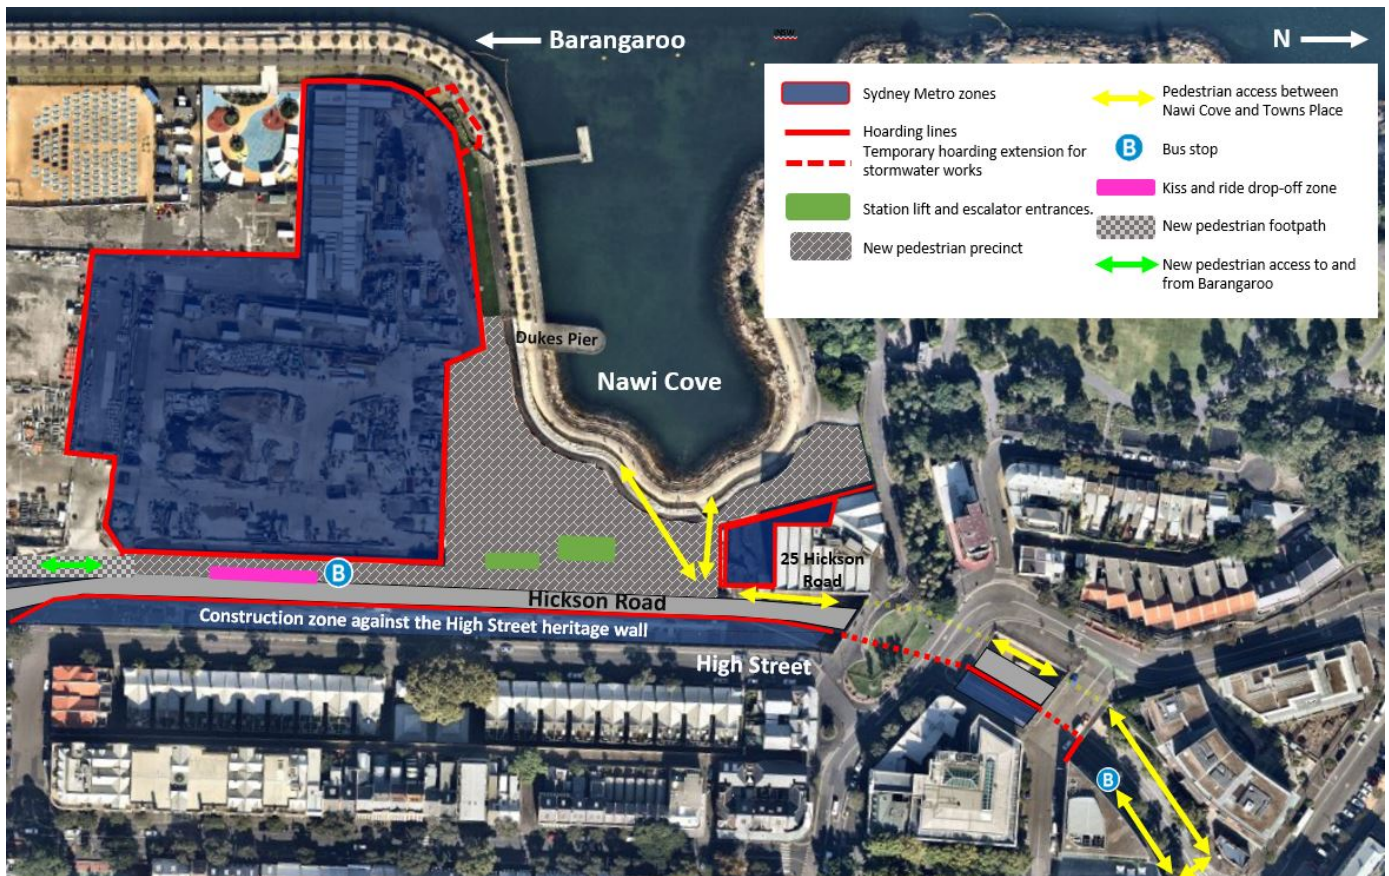 Barangaroo
N
Sydney Metro zones
Hoarding lines
Temporary hoarding extension for
stormwater works
Station lift and escalator entrances.
New pedestrian precinct
Pedestrian access between
Nawi Cove and Towns Place
B
Bus stop
Kiss and ride drop-off zone
New pedestrian footpath
New pedestrian access to and
from Barangaroo
Dukes Pier
Nawi Cove
25 Hickson
Road
B
Hickson Road
Construction zone against the High Street heritage wall
High Street
B